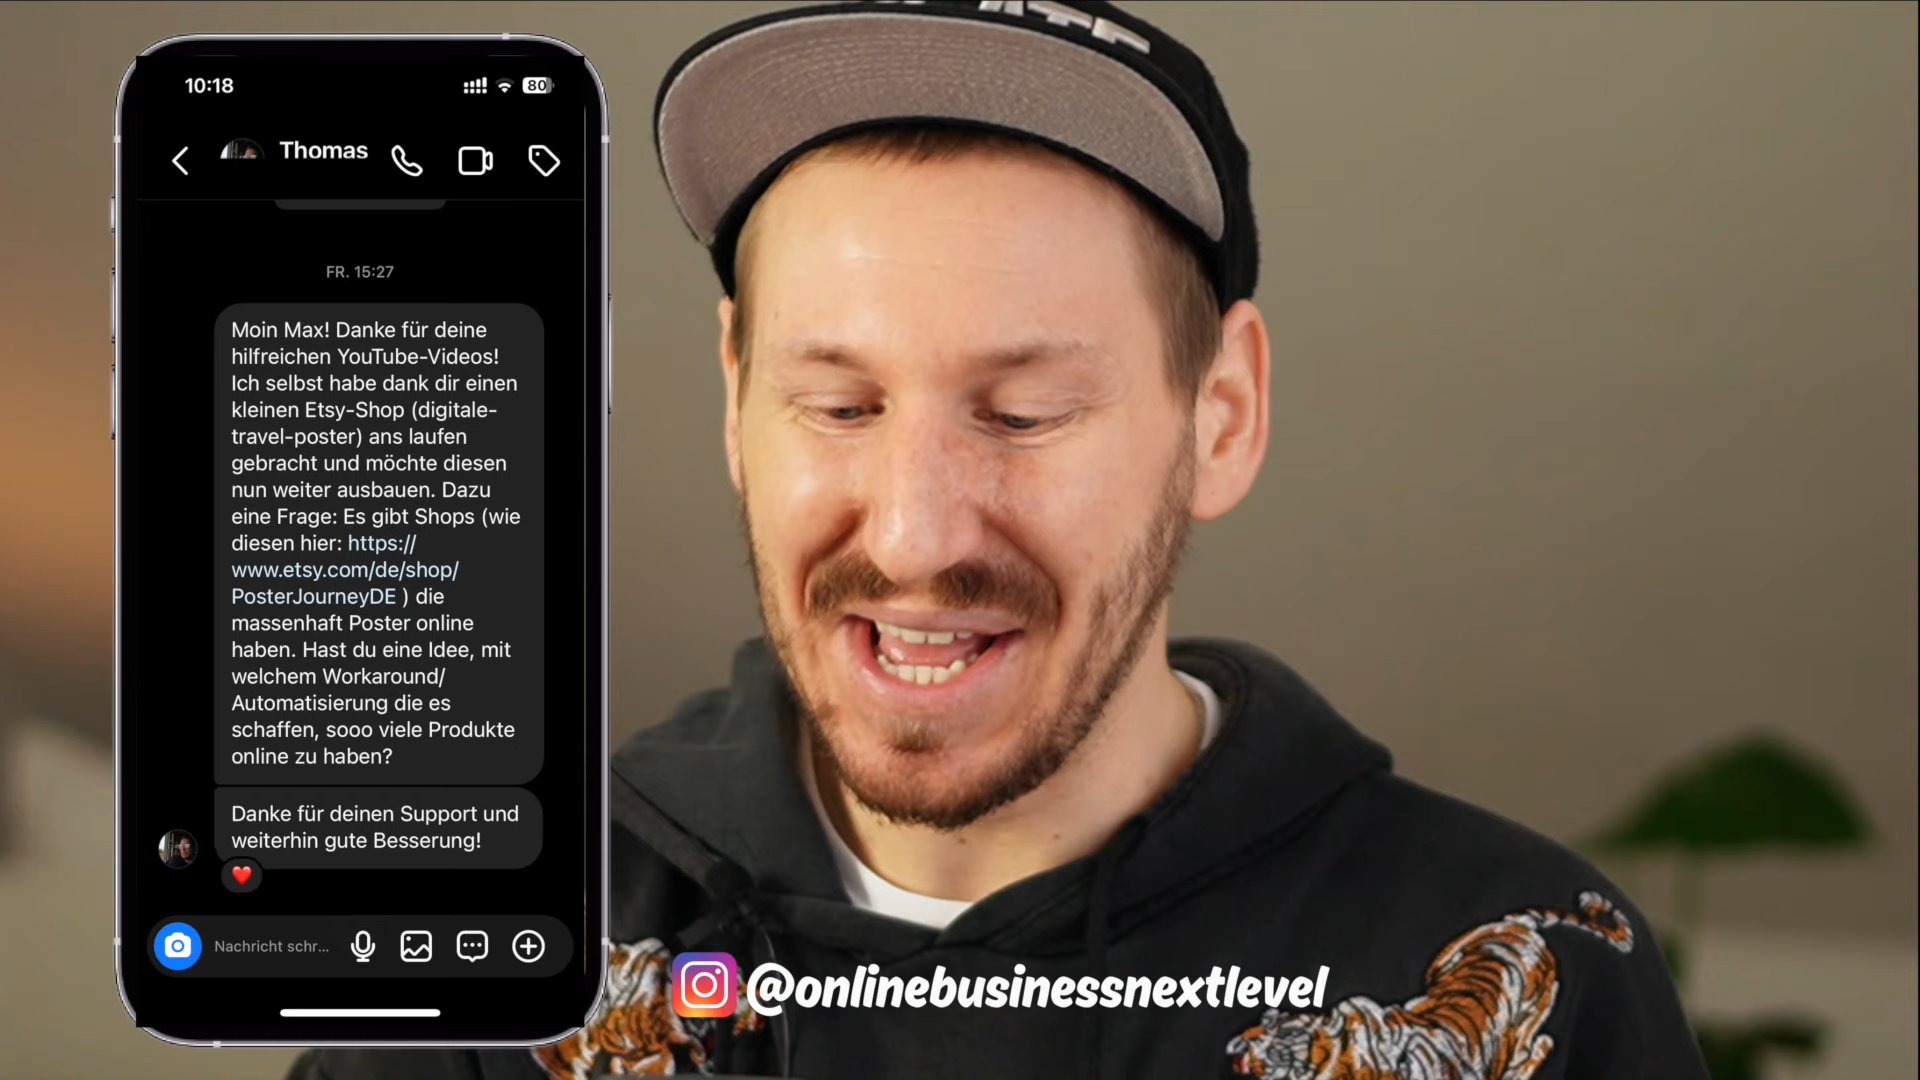 10:18
80
Thomas
FR. 15:27
Moin Max! Danke für deine
hilfreichen YouTube-Videos!
Ich selbst habe dank dir einen
kleinen Etsy-Shop (digitale-
travel-poster) ans laufen
gebracht und möchte diesen
nun weiter ausbauen. Dazu
eine Frage: Es gibt Shops (wie
diesen hier: https://
www.etsy.com/de/shop/
PosterJourneyDE ) die
massenhaft Poster online
haben. Hast du eine Idee, mit
welchem Workaround/
Automatisierung die es
schaffen, sooo viele Produkte
online zu haben?
Danke für deinen Support und
weiterhin gute Besserung!
Nachricht schr...
@onlinebusinessnextlevel